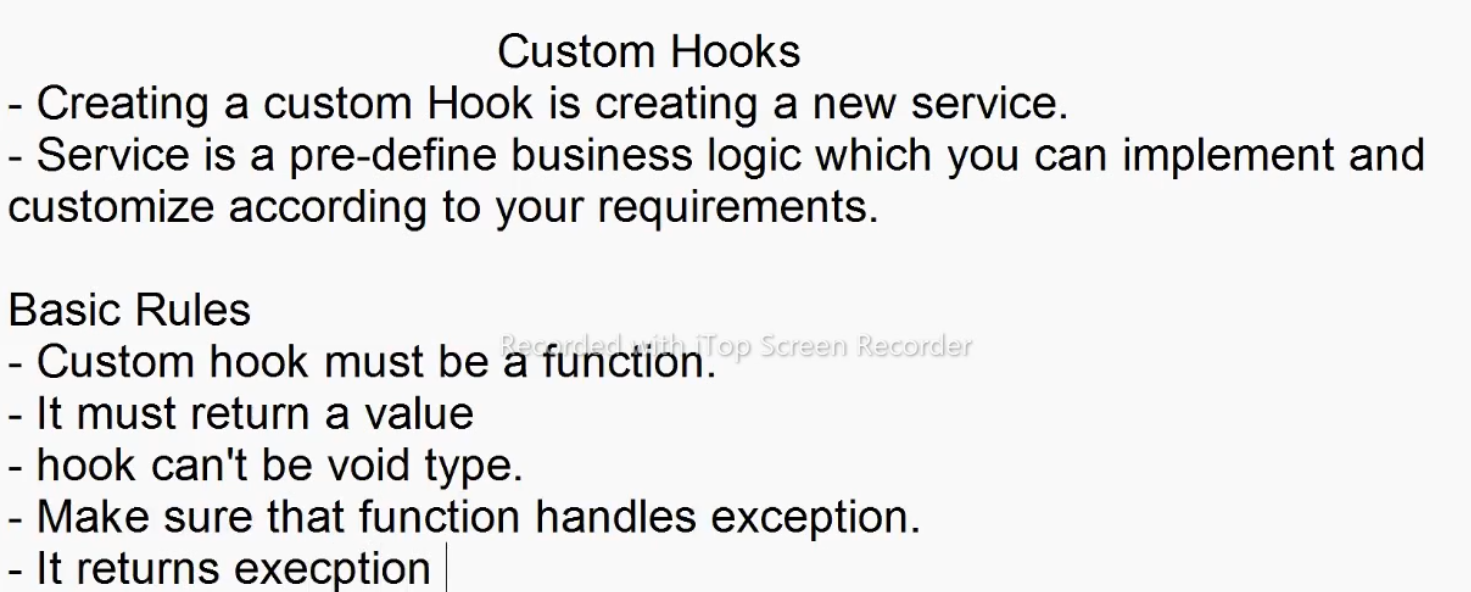 Custom Hooks
- Creating a custom Hook is creating a new service.
- Service is a pre-define business logic which you can implement and
customize according to your requirements.
Basic Rules
Recorded with iTop Screen Recorder
- Custom hook must be a function.
- It must return a value
- hook can't be void type.
- Make sure that function handles exception.
- It returns execption